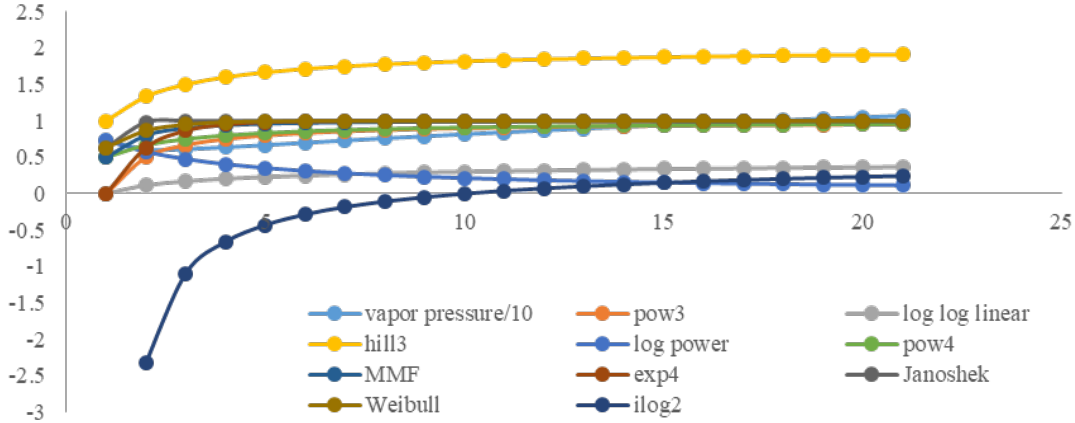 2.5
2
1.5
1
0.5
0
-0.5
-1
-1.5
-2
-2.5
-3
0 5 10 15 20 25
vapor pressure/10 pow3 log log linear
hill3 log power pow4
MMF exp4 Janoshek
Weibull ilog2